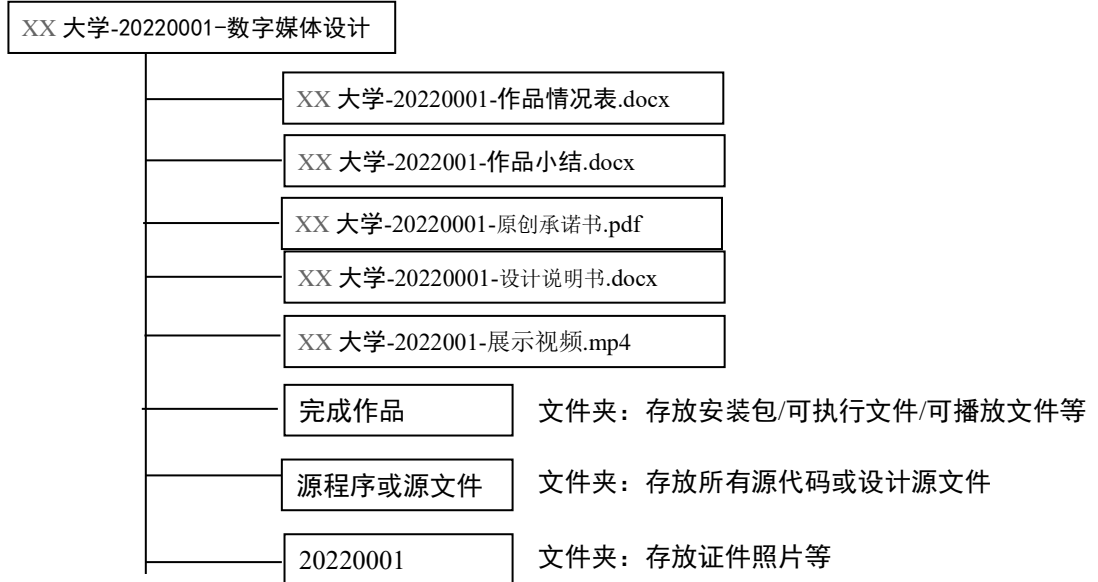 XX 大学-20220001-数字媒体设计
XX 大学-20220001-作品情况表.docx
XX 大学-2022001-作品小结.docx
XX 大学-20220001-原创承诺书.pdf
XX 大学-20220001-设计说明书.docx
XX 大学-2022001-展示视频.mp4
完成作品 文件夹：存放安装包/可执行文件/可播放文件等
源程序或源文件 文件夹：存放所有源代码或设计源文件
20220001 文件夹：存放证件照片等